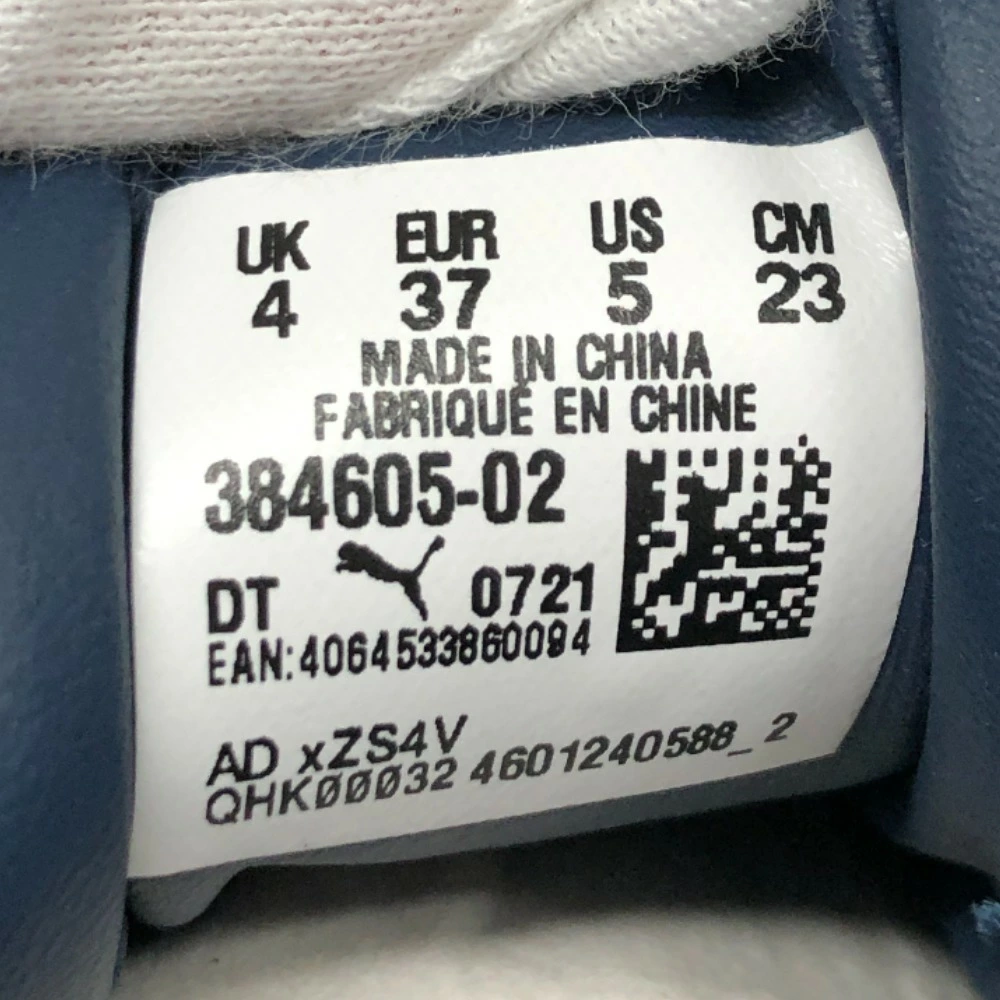 UK EUR US CM
4 37 5 23
MADE IN CHINA
FABRIQUÉ EN CHINE
384605-02
DT 0721
EAN:4064533860094
AD xZS4V
QHKØØØ32 4601240588_2